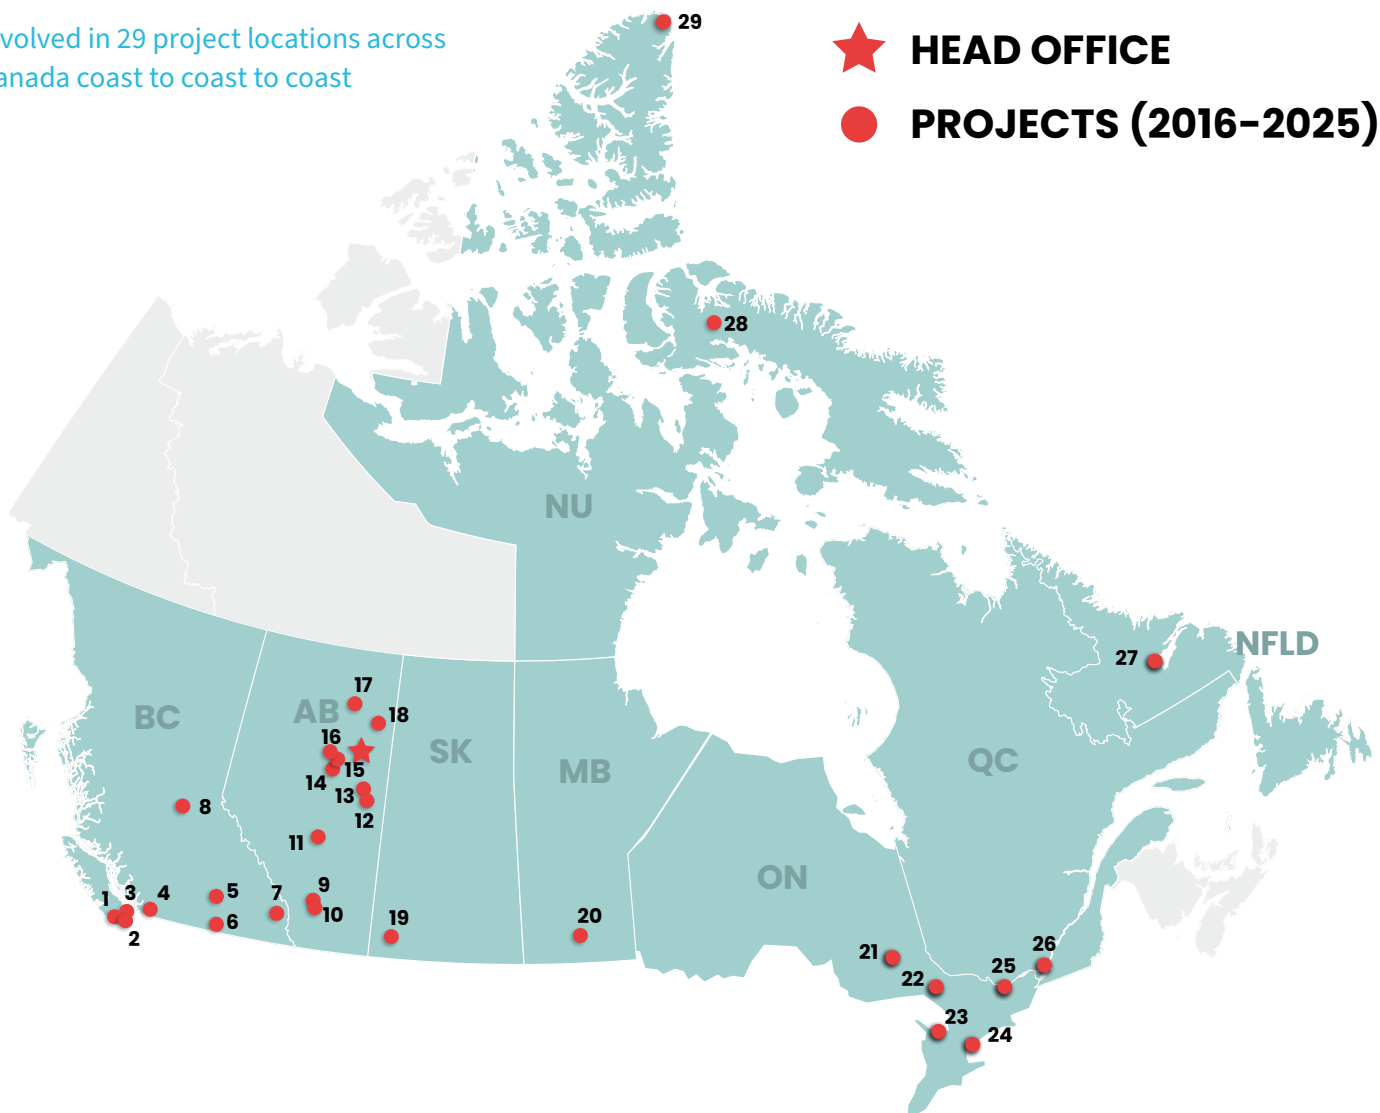 volved in 29 project locations across
anada coast to coast to coast
HEAD OFFICE
PROJECTS (2016-2025)
29
28
NU
NFLD
27
17
BC
AB
18
16
SK
15
14
MB
QC
13
8
12
11
ON
1
3
4
5
7
9
10
6
2
19
20
21
22
26
25
23
24